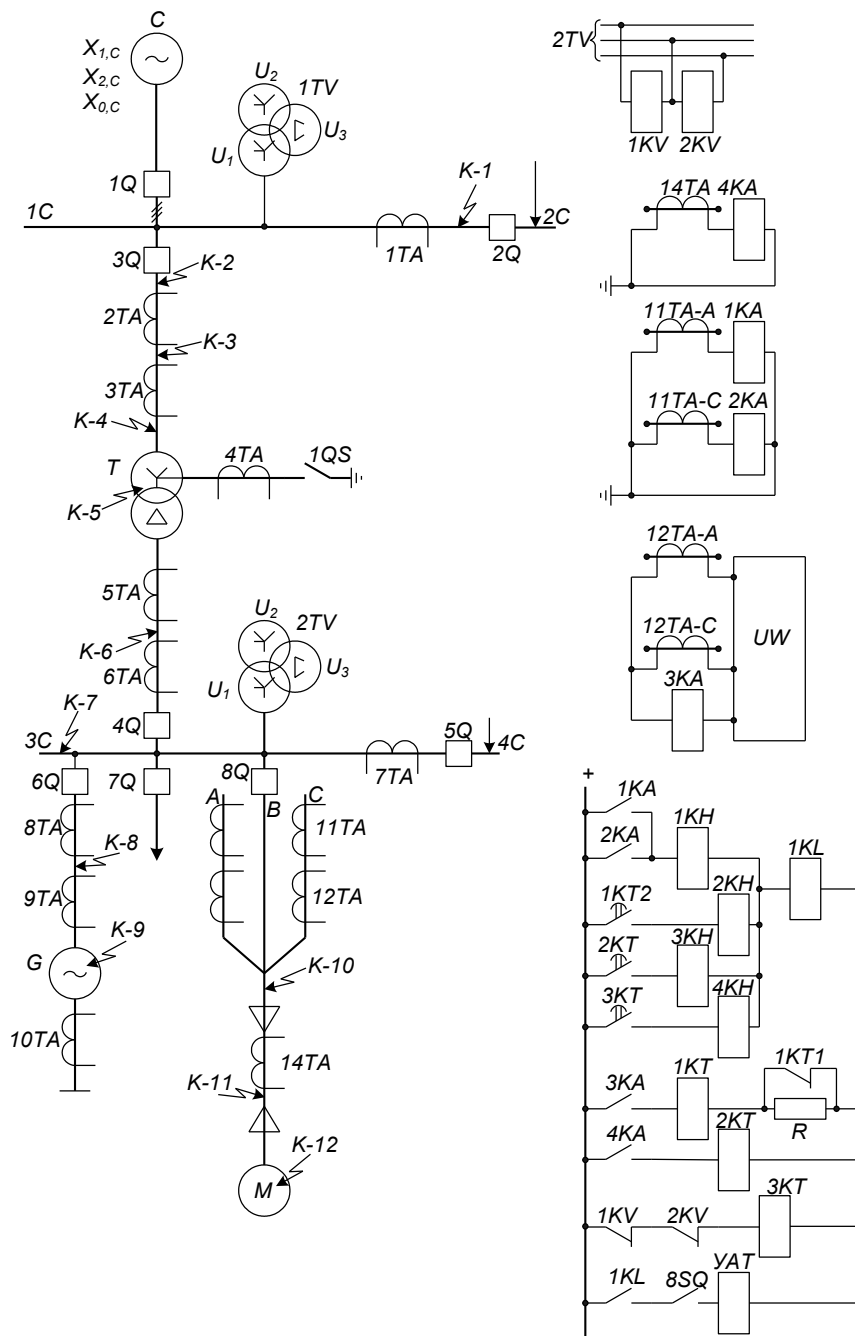 C
X1,C
X2,C
X0,C
U2
1TV
U3
U1
1Q
1C
K-1
2C
1TA
2Q
3Q
K-2
2TA
K-3
3TA
K-4
T
4TA
1QS
K-5
5TA
K-6
6TA
U2
2TV
U3
U1
K-7
4Q
3C
5Q
4C
7TA
6Q
7Q
8Q
A
B
C
8TA
K-8
9TA
11TA
12TA
G
K-9
K-10
10TA
14TA
K-11
K-12
M
2TV
1KV
2KV
14TA
4KA
11TA-A
1KA
11TA-C
2KA
12TA-A
12TA-C
UW
3KA
+
1KA
1KH
1KL
2KA
1KT2
2KH
2KT
3KH
3KT
4KH
3KA
1KT
1KT1
R
4KA
2KT
1KV
2KV
3KT
1KL
8SQ
УАТ